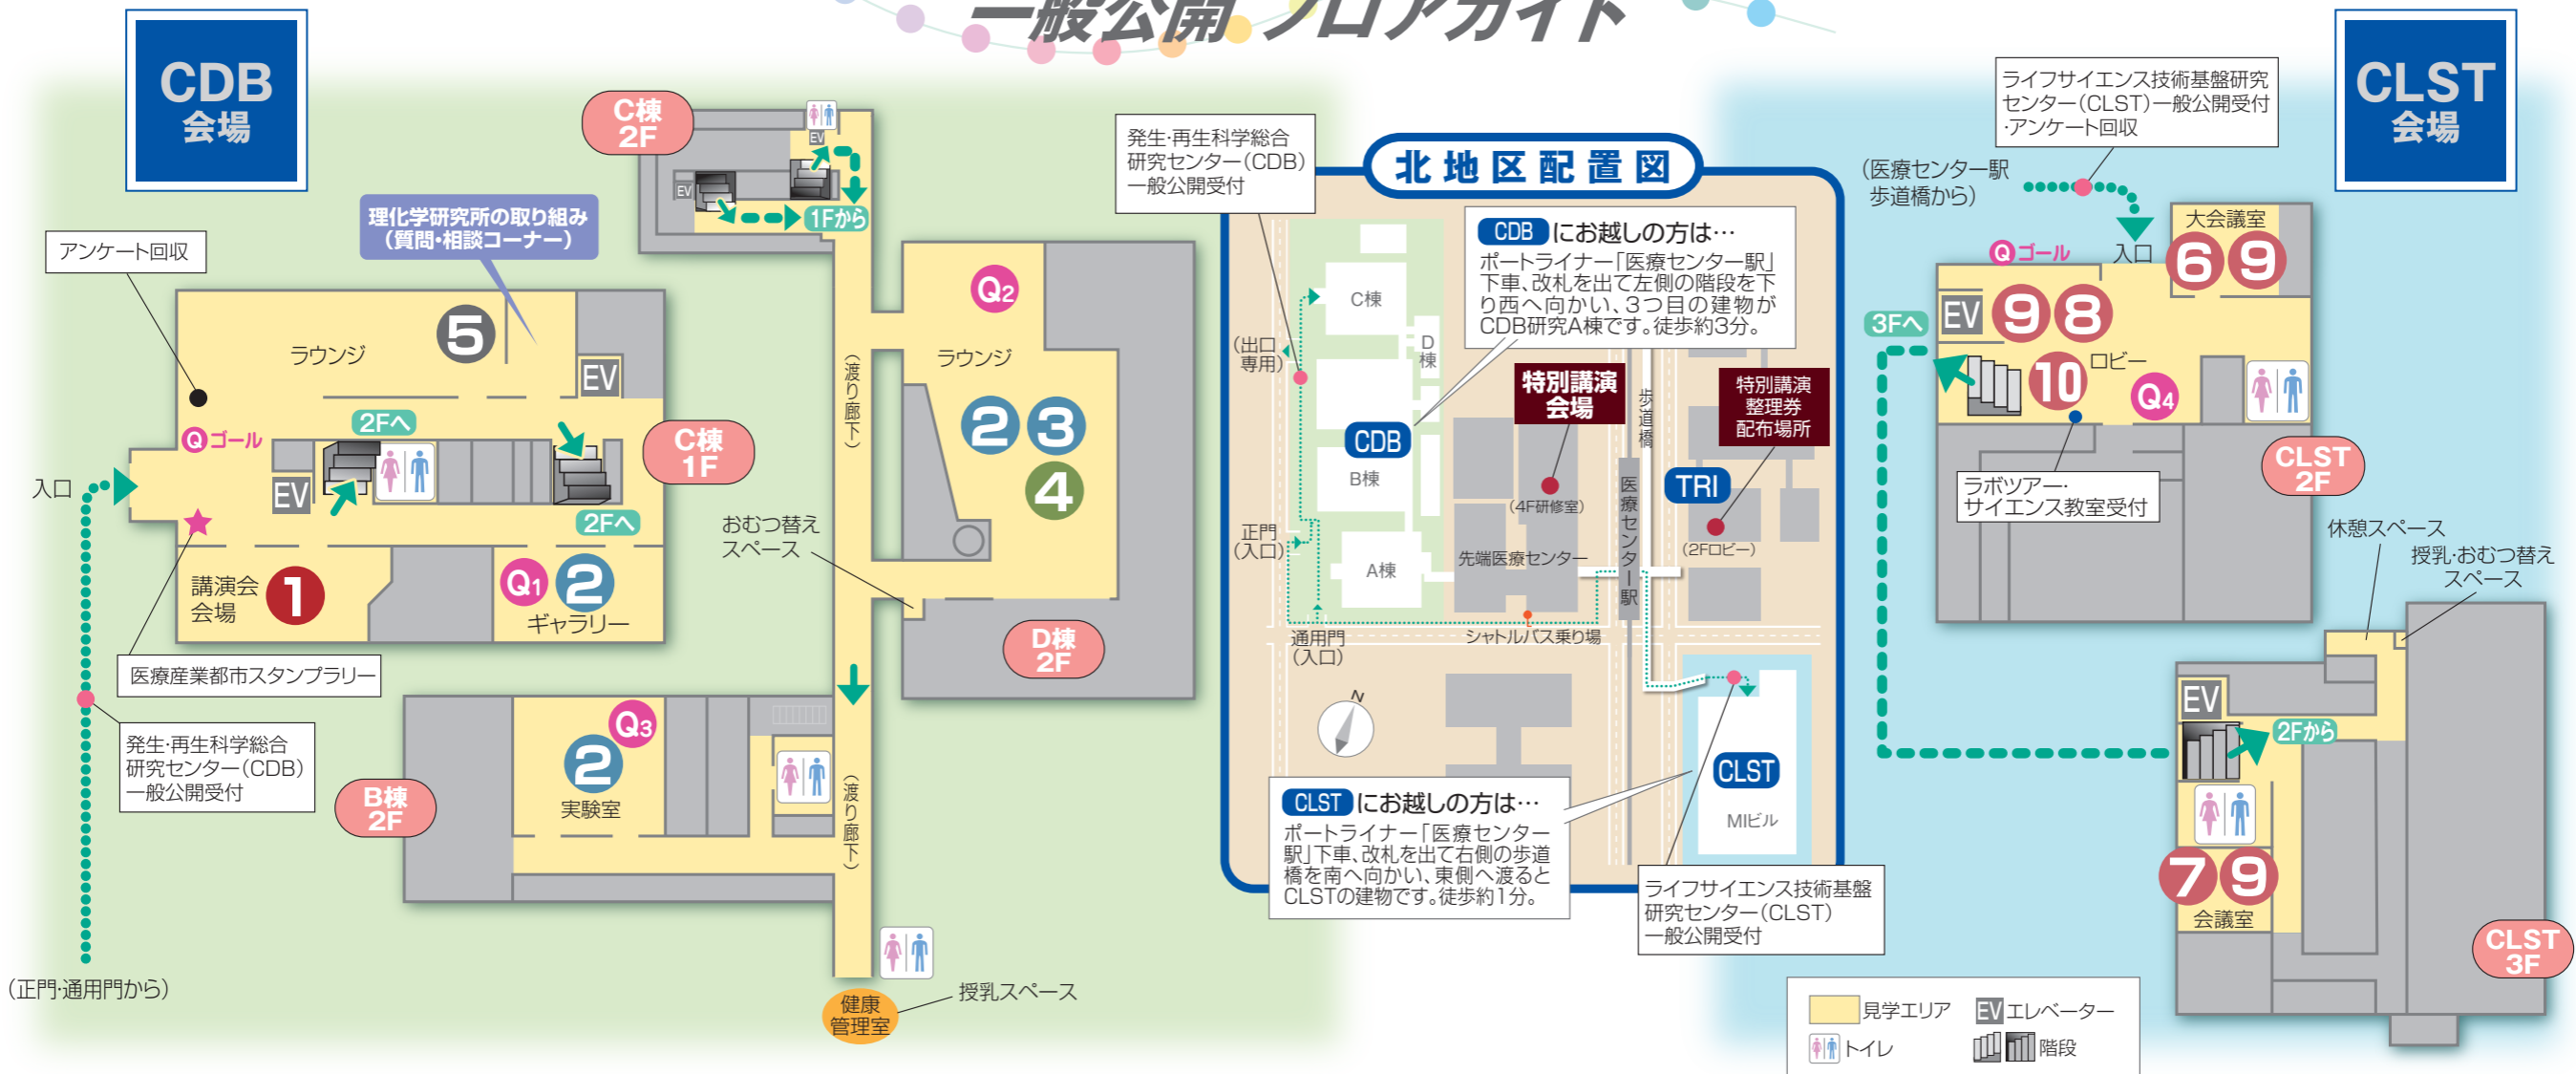 一般公開 フロアガイド
CDB
会場
アンケート回収
理化学研究所の取り組み
（質問・相談コーナー）
C棟
2F
EV
EV
1Fから
ラウンジ
5
EV
Qゴール
2Fへ
EV
2Fへ
C棟
1F
入口
講演会
会場
1
Q1
2
ギャラリー
医療産業都市スタンプラリー
発生・再生科学総合
研究センター（CDB）
一般公開受付
（正門・通用門から）
（渡り廊下）
Q2
ラウンジ
2
3
4
おむつ替え
スペース
D棟
2F
Q3
2
実験室
B棟
2F
（渡り廊下）
健康
管理室
授乳スペース
発生・再生科学総合
研究センター（CDB）
一般公開受付
北地区配置図
CDB にお越しの方は…
ポートライナー「医療センター駅」
下車、改札を出て左側の階段を下
り西へ向かい、3つ目の建物が
CDB研究A棟です。徒歩約3分。
C棟
D棟
（出口
専用）
CDB
B棟
正門
（入口）
A棟
通用門
（入口）
特別講演
会場
（4F研修室）
先端医療センター
シャトルバス乗り場
歩道橋
医療センター駅
特別講演
整理券
配布場所
TRI
（2Fロビー）
N
CLST
MIビル
CLST にお越しの方は…
ポートライナー「医療センター
駅」下車、改札を出て右側の歩道
橋を南へ向かい、東側へ渡ると
CLSTの建物です。徒歩約1分。
ライフサイエンス技術基盤
研究センター（CLST）
一般公開受付
ライフサイエンス技術基盤研究
センター（CLST）一般公開受付
・アンケート回収
CLST
会場
（医療センター駅
歩道橋から）
Qゴール
入口
大会議室
6
9
3Fへ
EV
9
8
10
ロビー
Q4
ラボツアー・
サイエンス教室受付
CLST
2F
休憩スペース
授乳・おむつ替え
スペース
EV
2Fから
7
9
会議室
CLST
3F
見学エリア
EV エレベーター
トイレ
階段